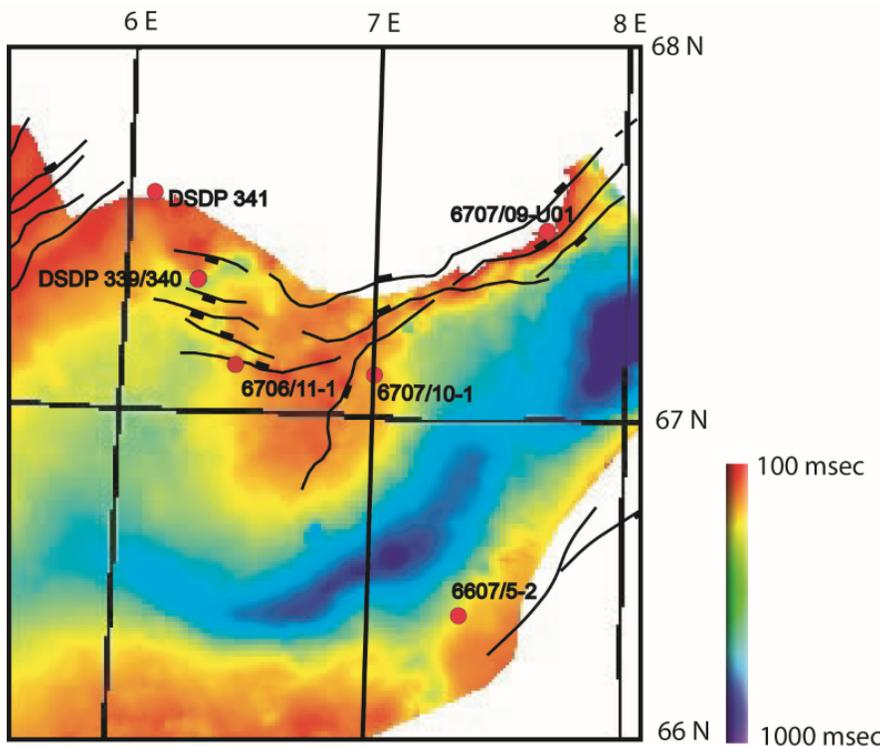 6 E
7 E
8 E
68 N
DSDP 341
6707/09-U01
DSDP 339/340
6706/11-1
6707/10-1
67 N
100 msec
6607/5-2
66 N
1000 msec